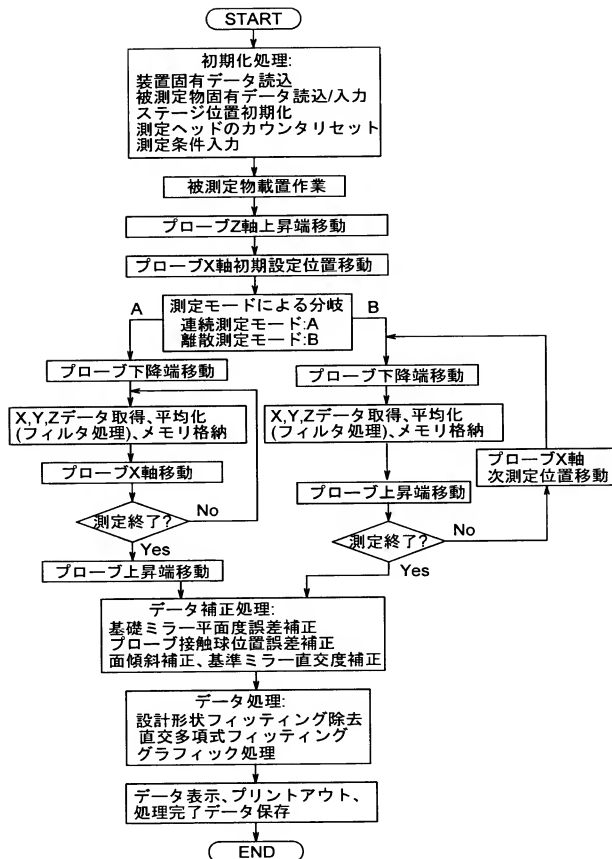 START
初期化処理:
装置固有データ読込
被測定物固有データ読込/入力
ステージ位置初期化
測定ヘッドのカウンタリセット
測定条件入力
被測定物載置作業
プローブZ軸上昇端移動
プローブX軸初期設定位置移動
測定モードによる分岐
連続測定モード:A
離散測定モード:B
A
B
プローブ下降端移動
X,Y,Zデータ取得、平均化
(フィルタ処理)、メモリ格納
プローブX軸移動
測定終了?
No
Yes
プローブ上昇端移動
プローブ下降端移動
X,Y,Zデータ取得、平均化
(フィルタ処理)、メモリ格納
プローブ上昇端移動
測定終了?
No
Yes
プローブX軸
次測定位置移動
データ補正処理:
基礎ミラー平面度誤差補正
プローブ接触球位置誤差補正
面傾斜補正、基準ミラー直交度補正
データ処理:
設計形状フィッティング除去
直交多項式フィッティング
グラフィック処理
データ表示、プリントアウト、
処理完了データ保存
END